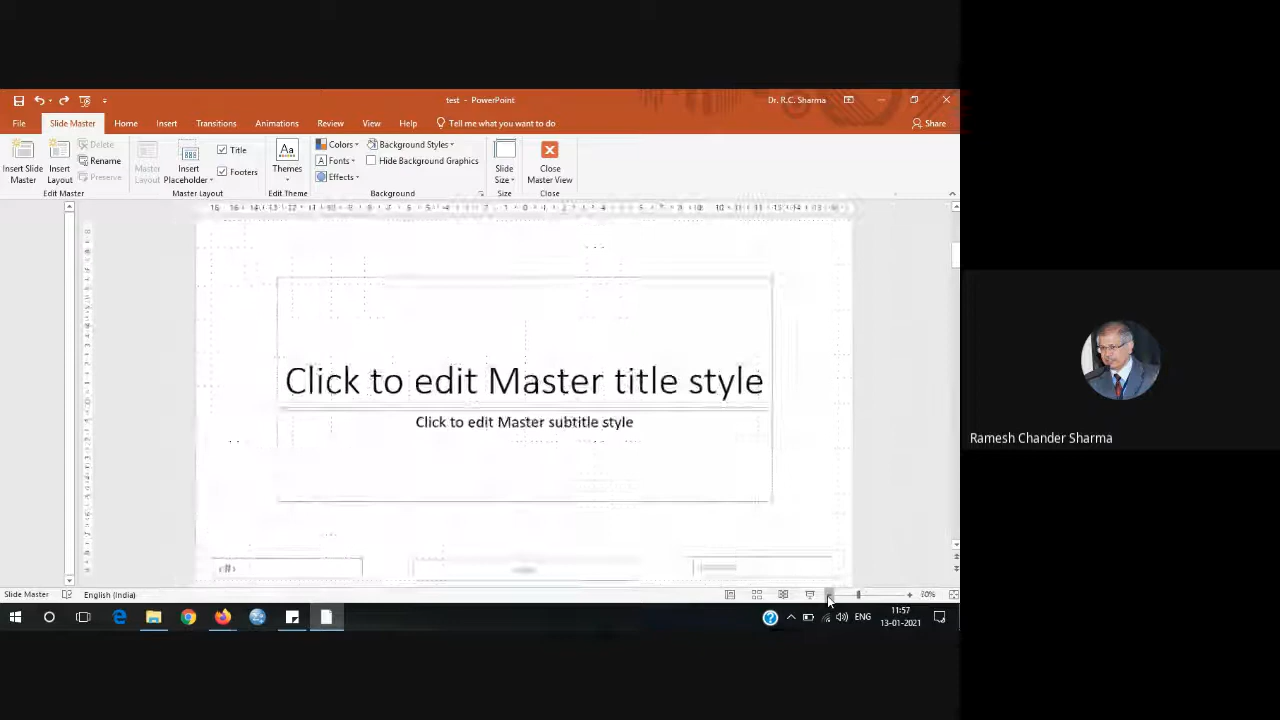 test - PowerPoint
Dr. R.C. Sharma
File Slide Master Home Insert Transitions Animations Review View Help Tell me what you want to do Share
Insert Slide Master
Insert Layout
Delete
Rename
Preserve
Edit Master
Master Layout
Insert Placeholder
Title
Footers
Master Layout
Themes
Edit Theme
Colors
Fonts
Effects
Background Styles
Hide Background Graphics
Background
Slide Size
Size
Close Master View
Close
Click to edit Master title style
Click to edit Master subtitle style
Ramesh Chander Sharma
Slide Master English (India)
ENG
11:57
13-01-2021